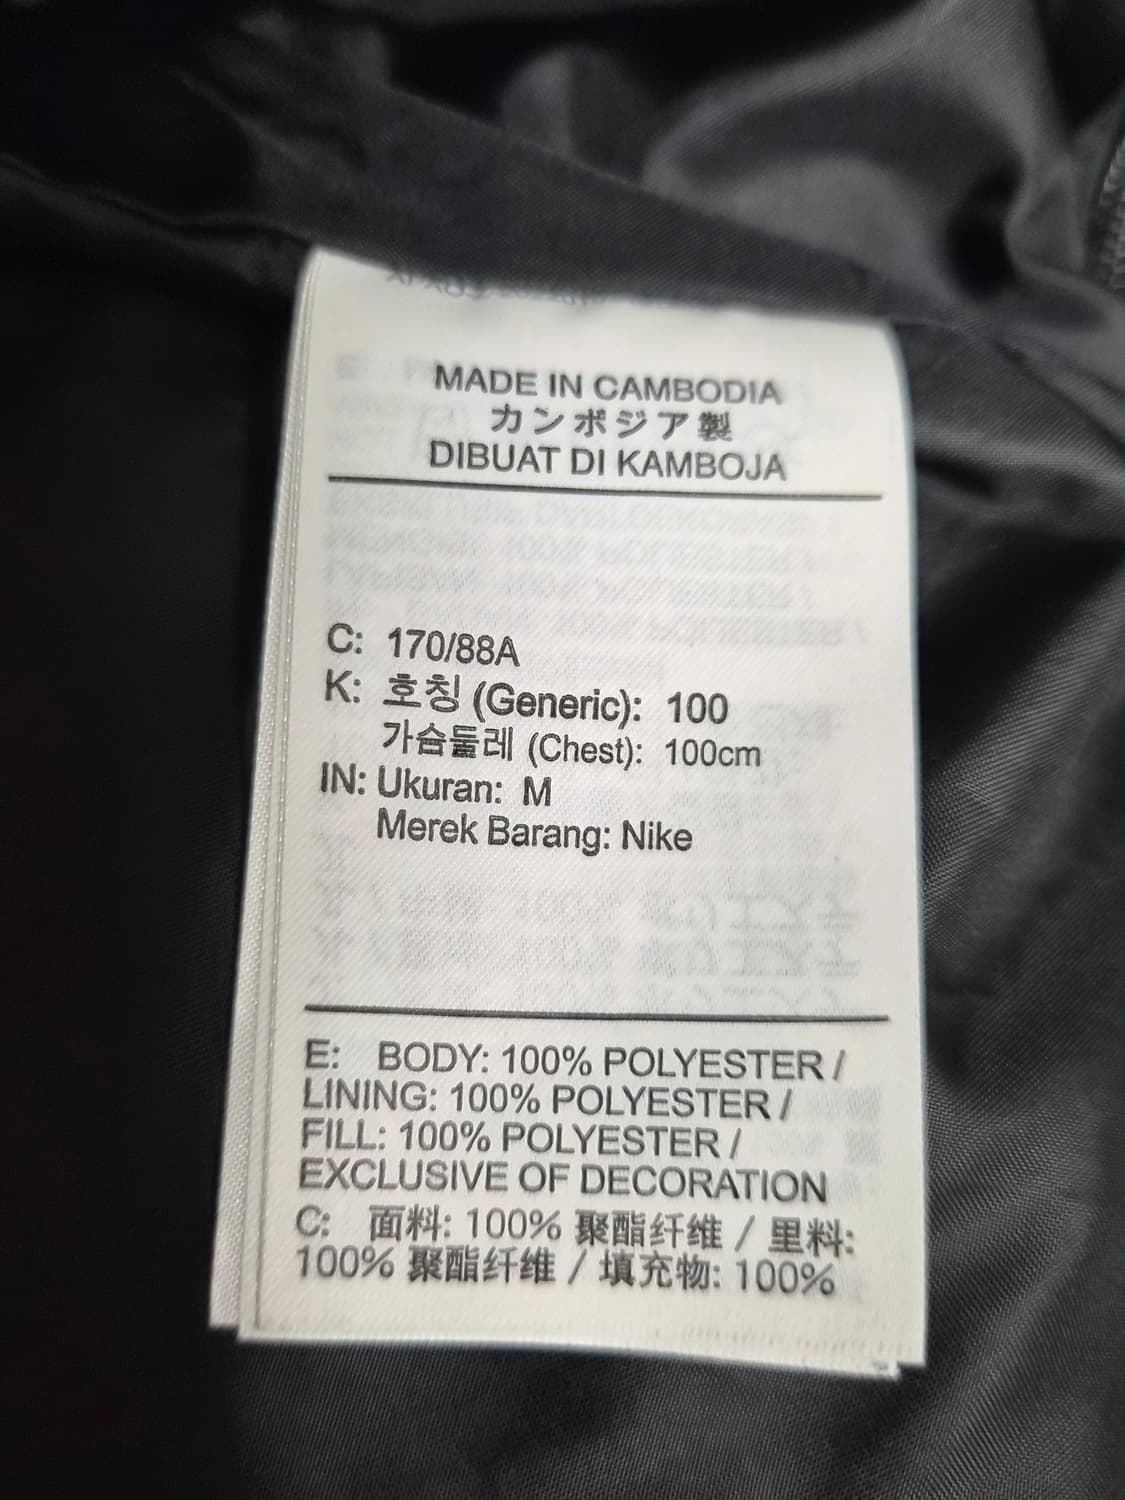 MADE IN CAMBODIA
カンボジア製
DIBUAT DI KAMBOJA
C: 170/88A
K: 호칭 (Generic): 100
가슴둘레 (Chest): 100cm
IN: Ukuran: M
Merek Barang: Nike
E: BODY: 100% POLYESTER /
LINING: 100% POLYESTER /
FILL: 100% POLYESTER /
EXCLUSIVE OF DECORATION
C: 面料: 100% 聚酯纤维 / 里料:
100% 聚酯纤维 / 填充物: 100%